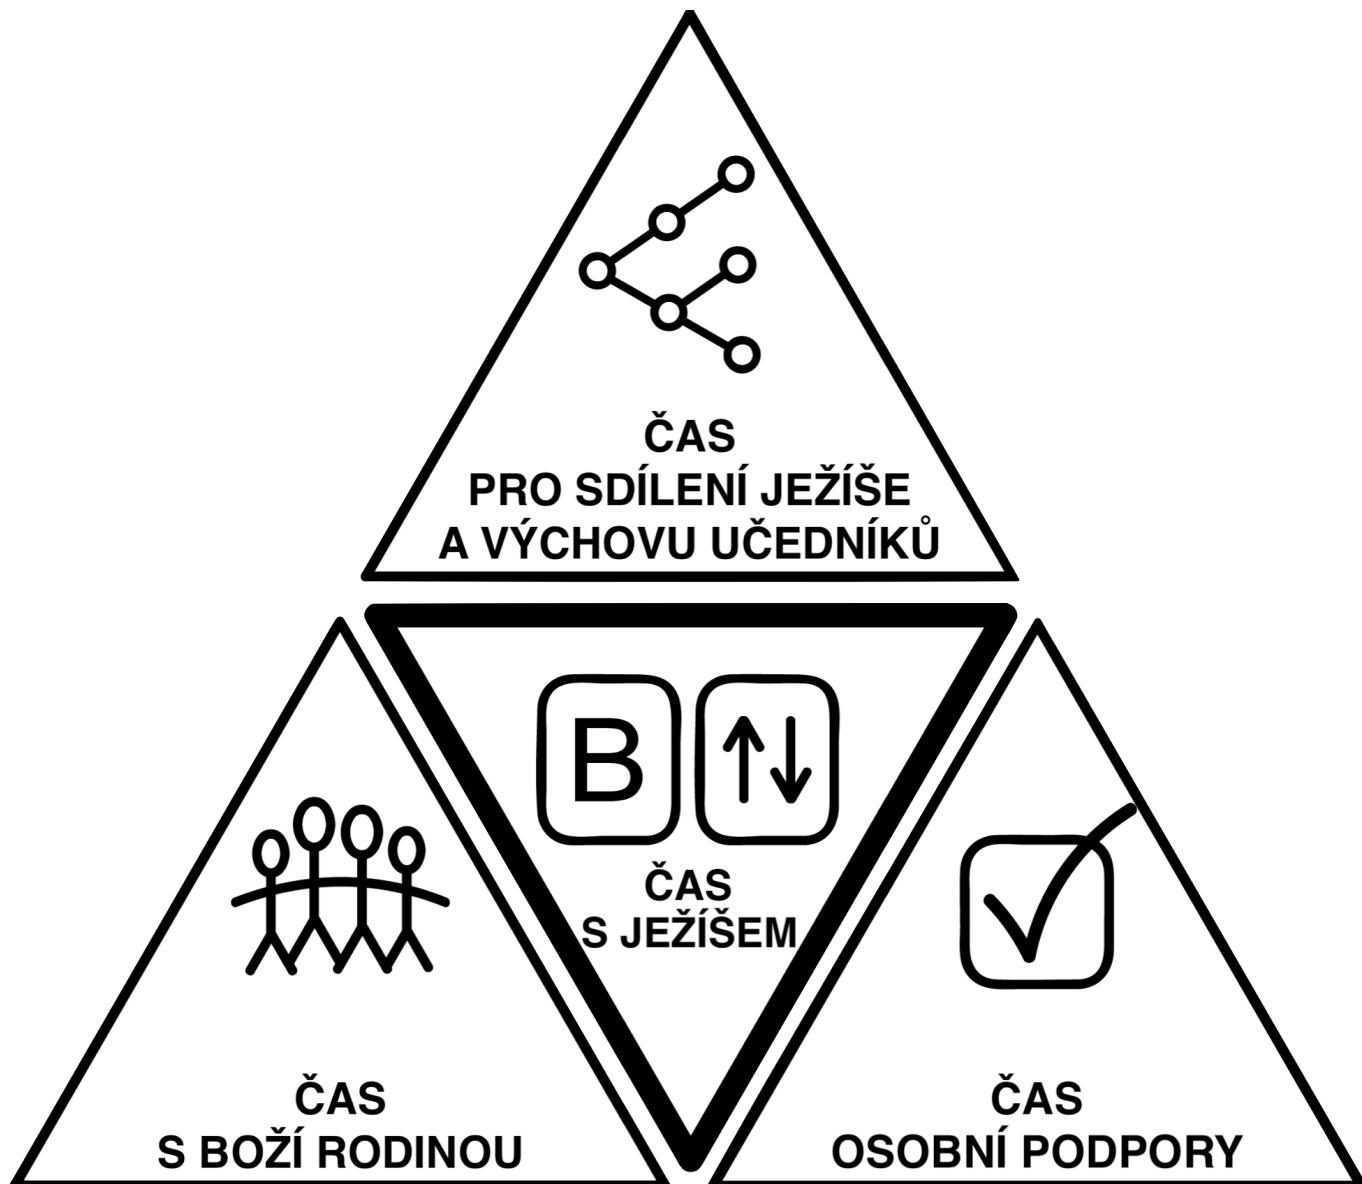 ČAS
PRO SDÍLENÍ JEŽÍŠE
A VÝCHOVU UČEDNÍKŮ
B
ČAS
S JEŽÍŠEM
ČAS
S BOŽÍ RODINOU
ČAS
OSOBNÍ PODPORY